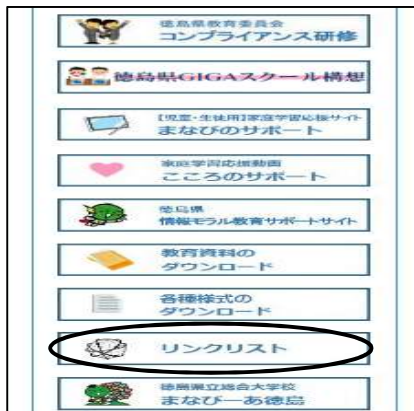 徳島県教育委員会
コンプライアンス研修
徳島県GIGAスクール構想
【児童・生徒用】家庭学習応援サイト
まなびのサポート
家庭学習応援動画
こころのサポート
徳島県
情報モラル教育サポートサイト
教育資料の
ダウンロード
各種様式の
ダウンロード
リンクリスト
徳島県立総合大学校
まなびーあ徳島